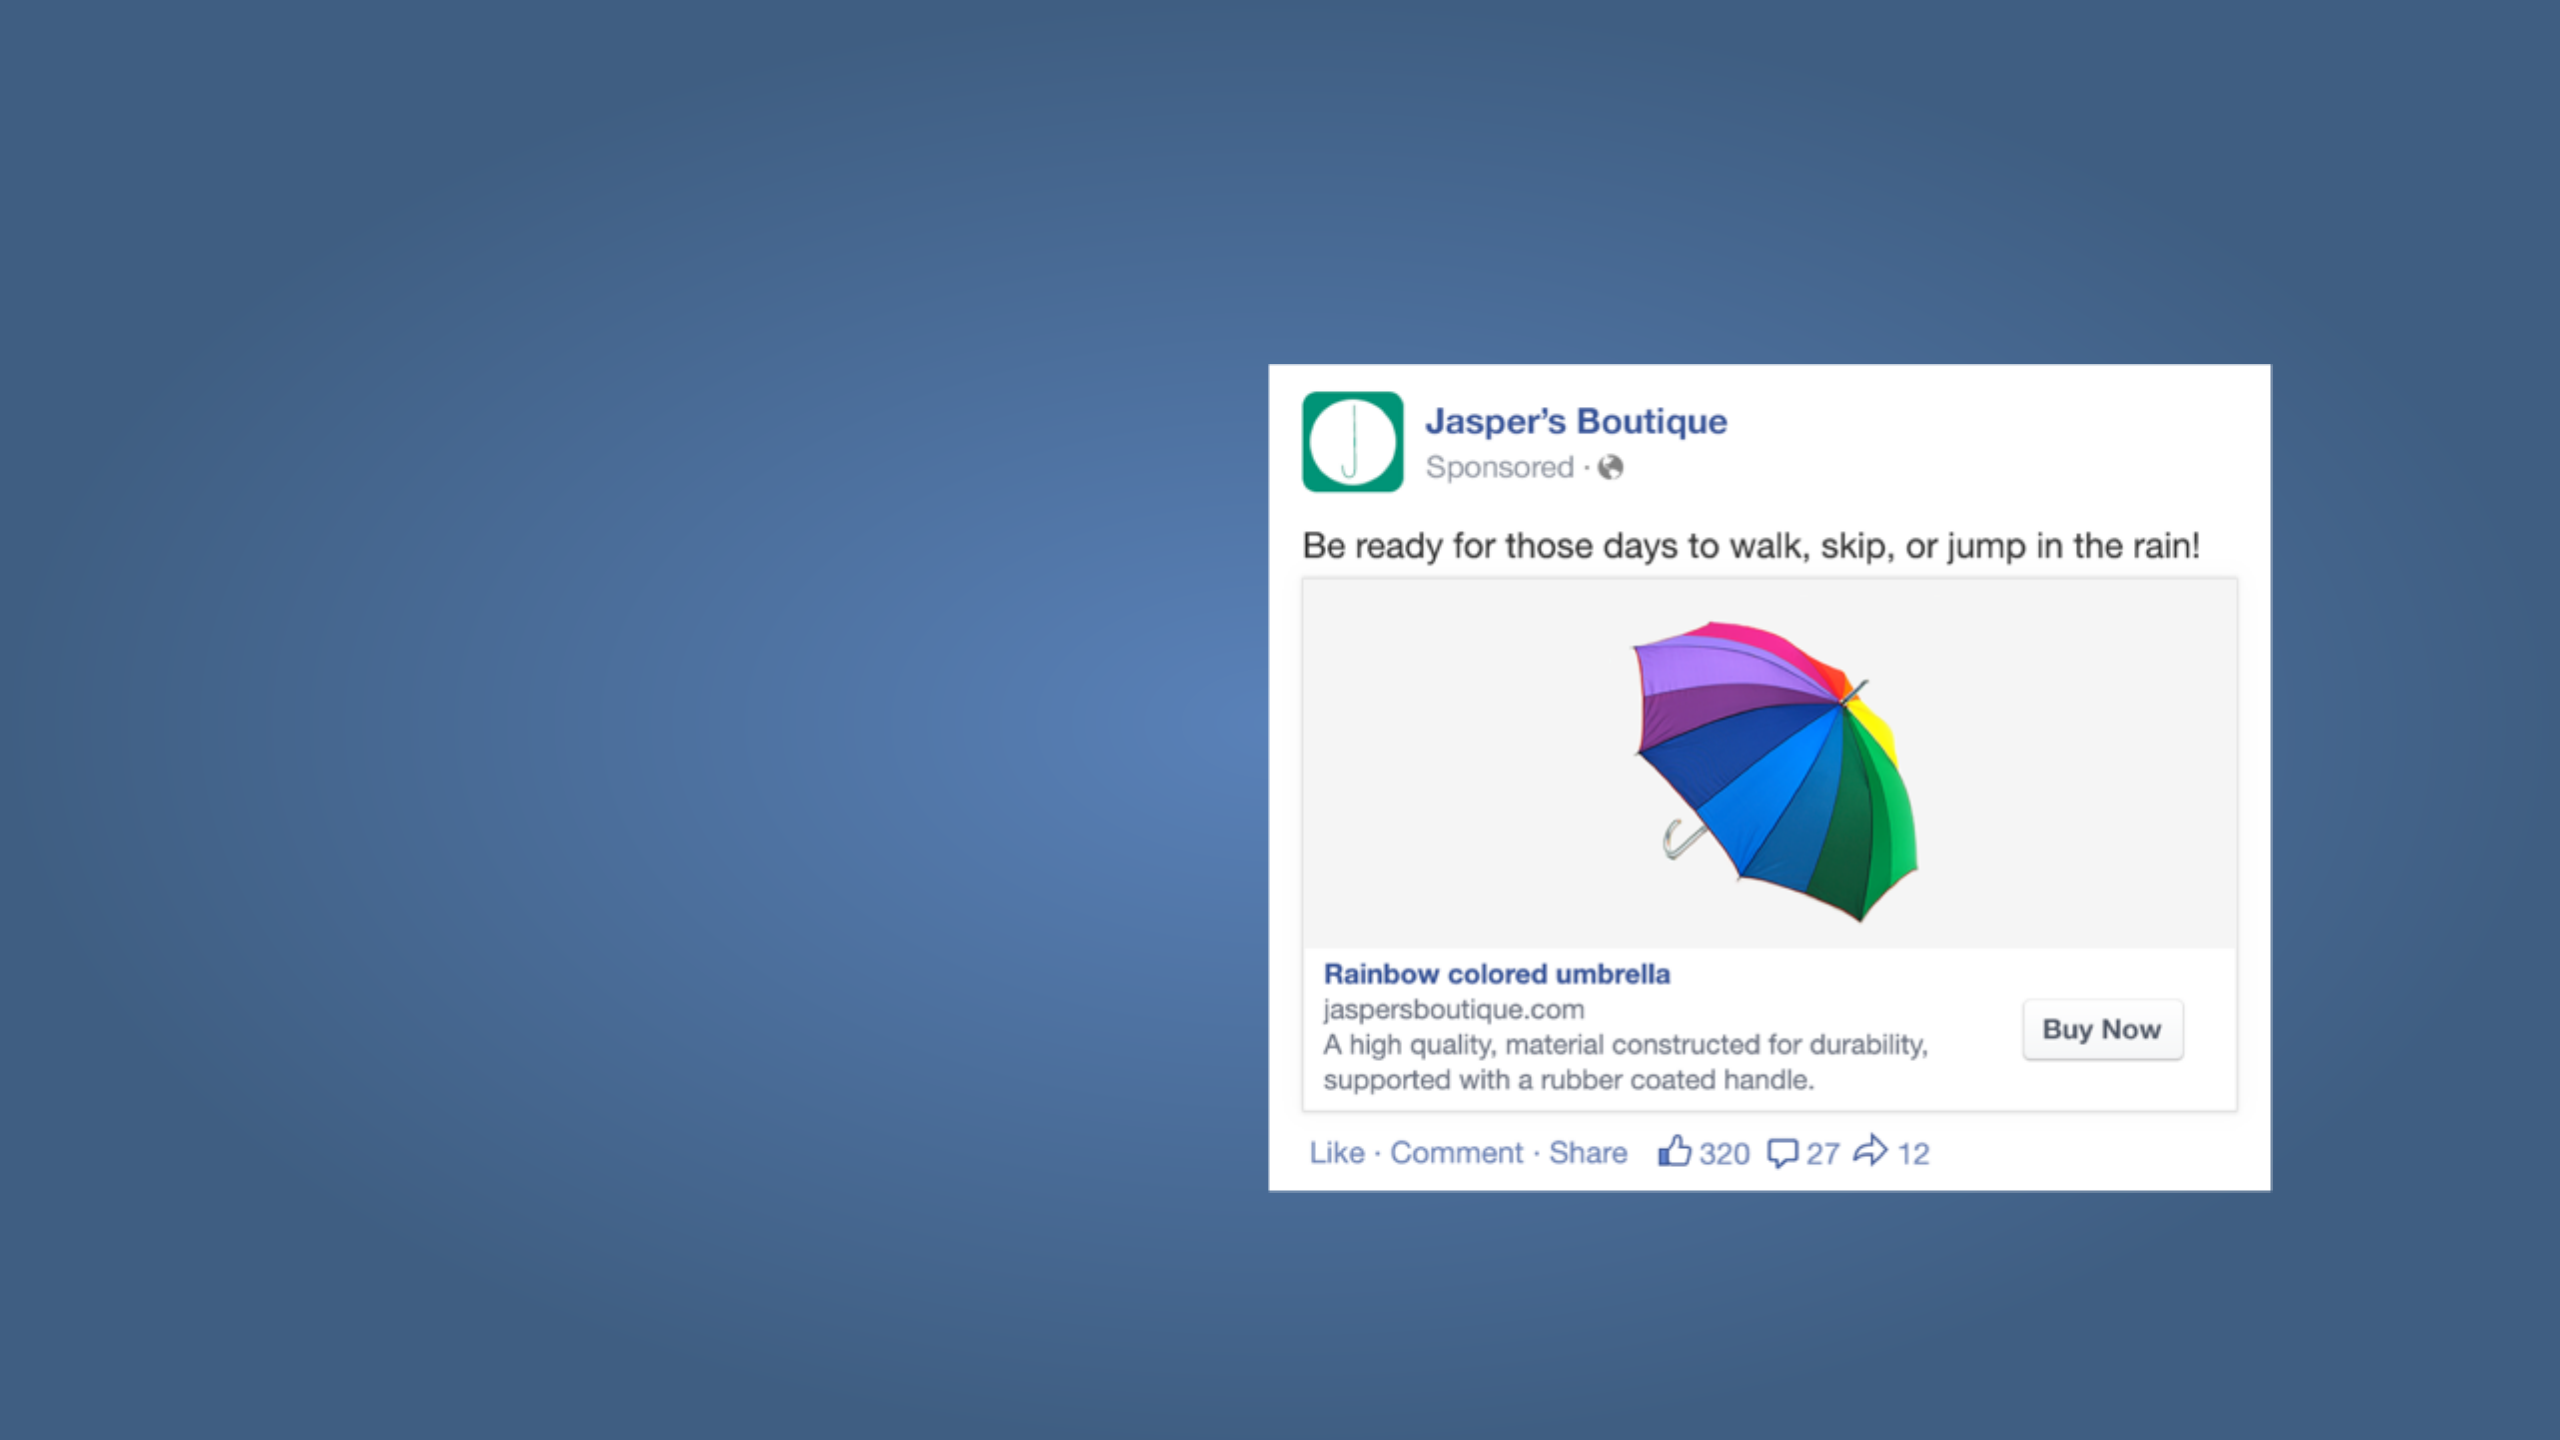 J
Jasper’s Boutique
Sponsored ·
Be ready for those days to walk, skip, or jump in the rain!
Rainbow colored umbrella
jaspersboutique.com
A high quality, material constructed for durability,
supported with a rubber coated handle.
Buy Now
Like · Comment · Share 320 27 12